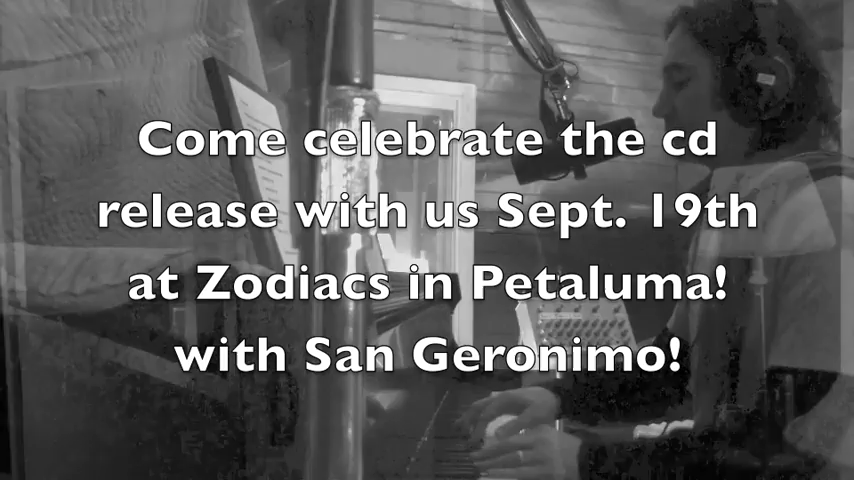 Come celebrate the cd
release with us Sept. 19th
at Zodiacs in Petaluma!
with San Geronimo!